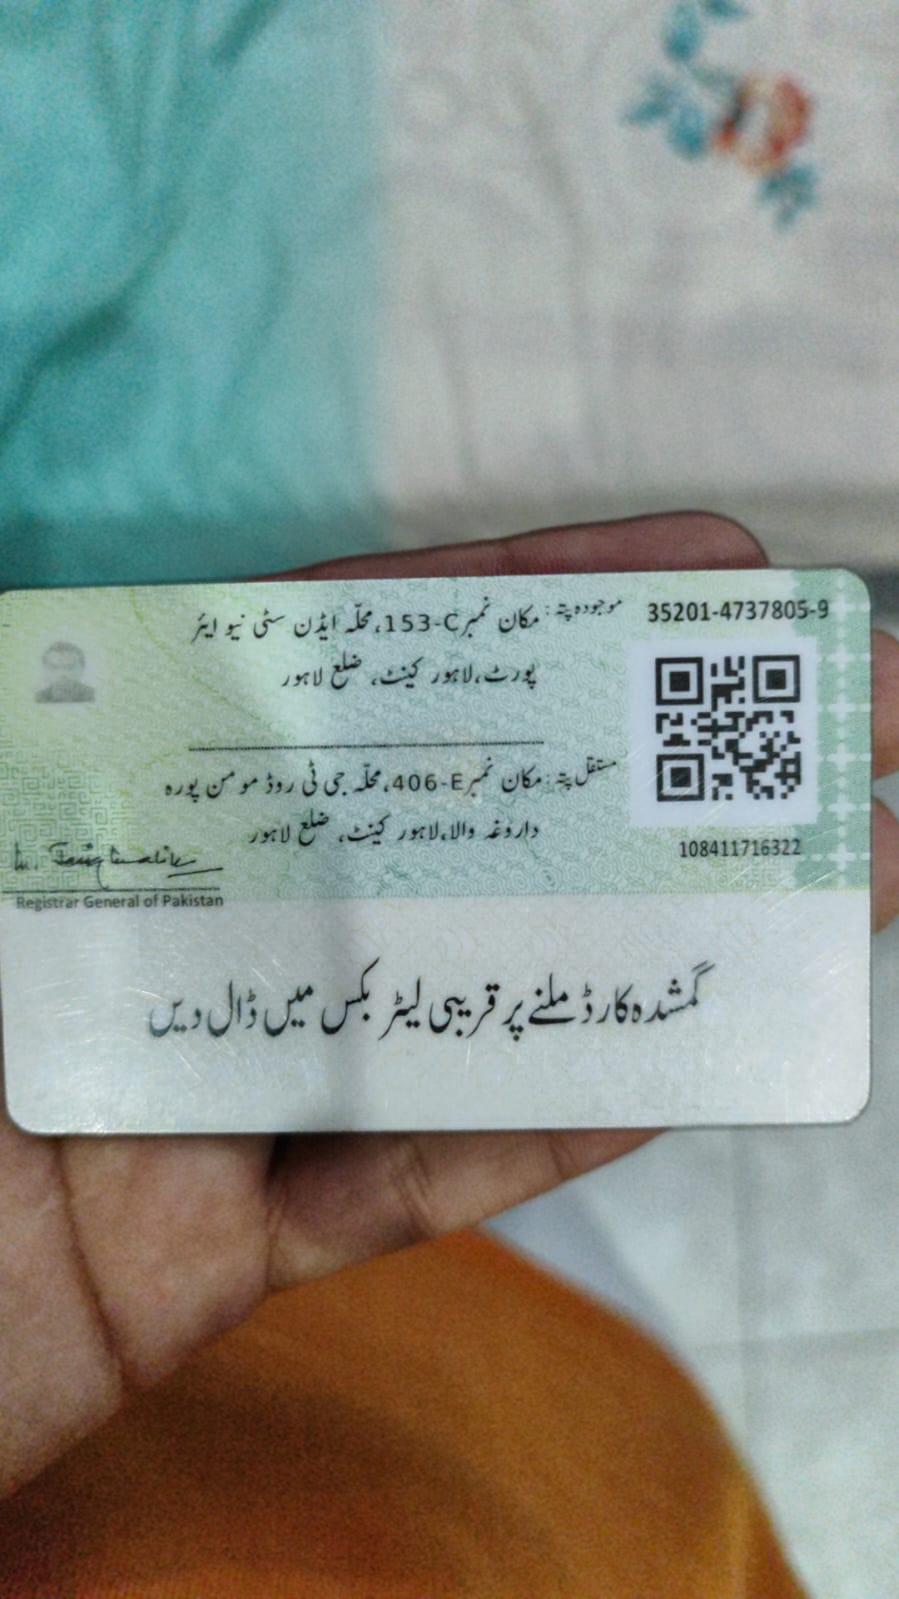 35201-4737805-9
موجودہ پتہ: مکان نمبر 153-C، محلّہ ایڈن سٹی نیو ایئر
پورٹ، لاہور کینٹ، ضلع لاہور
مستقل پتہ: مکان نمبر 406-E، محلّہ جی ٹی روڈ مومن پورہ
داروغہ والا، لاہور کینٹ، ضلع لاہور
108411716322
Registrar General of Pakistan
گمشدہ کارڈ ملنے پر قریبی لیٹر بکس میں ڈال دیں